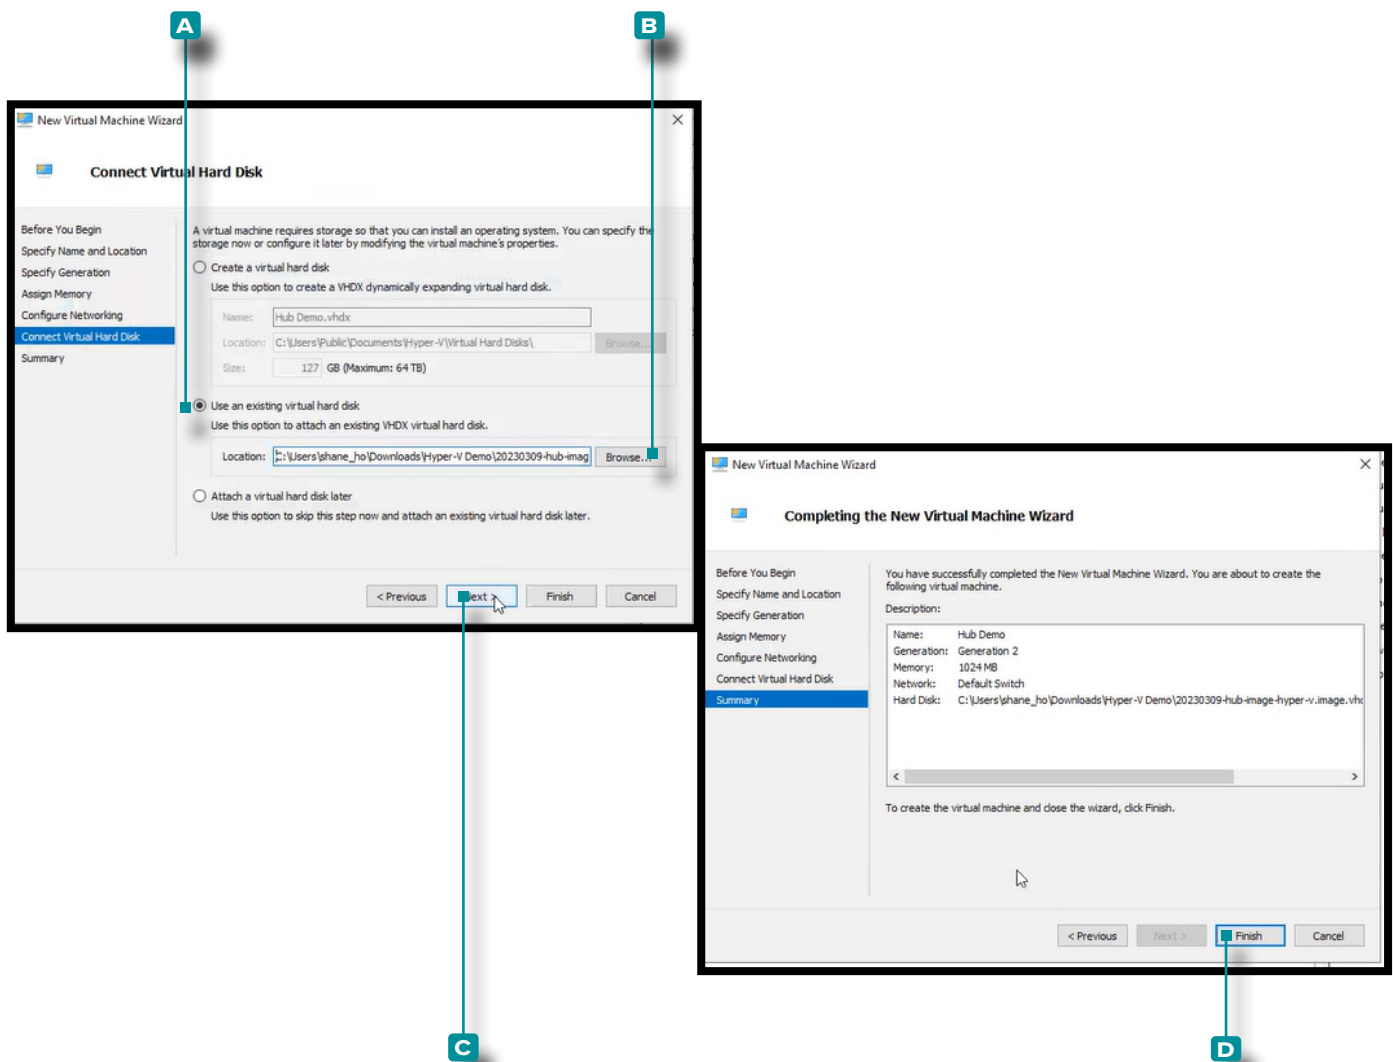 A
B
New Virtual Machine Wizard
Connect Virtual Hard Disk
Before You Begin
Specify Name and Location
Specify Generation
Assign Memory
Configure Networking
Connect Virtual Hard Disk
Summary
A virtual machine requires storage so that you can install an operating system. You can specify the
storage now or configure it later by modifying the virtual machine's properties.
Create a virtual hard disk
Use this option to create a VHDX dynamically expanding virtual hard disk.
Name: Hub Demo.vhdx
Location: C:\Users\Public\Documents\Hyper-V\Virtual Hard Disks\ Browse...
Size: 127 GB (Maximum: 64 TB)
Use an existing virtual hard disk
Use this option to attach an existing VHDX virtual hard disk.
Location: C:\Users\shane_ho\Downloads\Hyper-V Demo\20230309-hub-imag Browse...
Attach a virtual hard disk later
Use this option to skip this step now and attach an existing virtual hard disk later.
< Previous Next > Finish Cancel
New Virtual Machine Wizard
Completing the New Virtual Machine Wizard
Before You Begin
Specify Name and Location
Specify Generation
Assign Memory
Configure Networking
Connect Virtual Hard Disk
Summary
You have successfully completed the New Virtual Machine Wizard. You are about to create the
following virtual machine.
Description:
Name: Hub Demo
Generation: Generation 2
Memory: 1024 MB
Network: Default Switch
Hard Disk: C:\Users\shane_ho\Downloads\Hyper-V Demo\20230309-hub-image-hyper-v.image.vhd
To create the virtual machine and close the wizard, click Finish.
< Previous Next > Finish Cancel
C
D